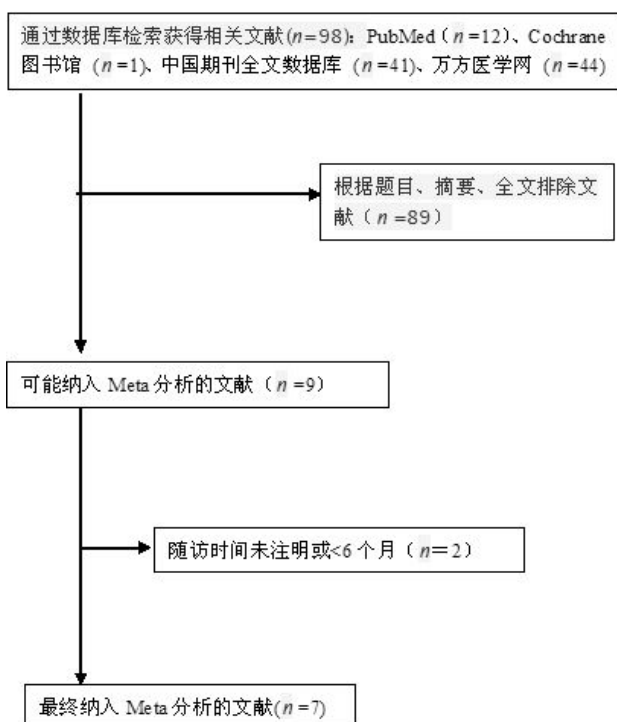 通过数据库检索获得相关文献(n=98)：PubMed（n=12）、Cochrane
图书馆（n=1）、中国期刊全文数据库（n=41）、万方医学网（n=44）
根据题目、摘要、全文排除文
献（n=89）
可能纳入 Meta 分析的文献（n=9）
随访时间未注明或<6个月（n＝2）
最终纳入 Meta 分析的文献(n=7)